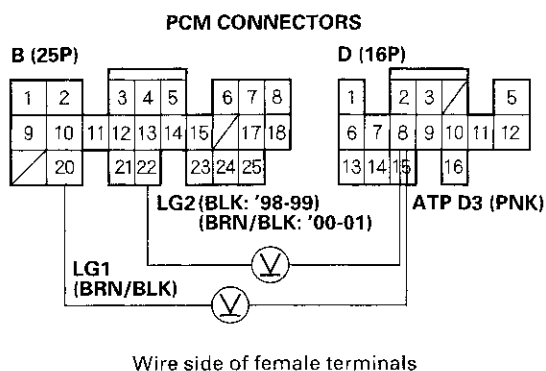 PCM CONNECTORS
B (25P)
D (16P)
1 2 3 4 5 6 7 8
1 2 3 5
9 10 11 12 13 14 15 17 18
6 7 8 9 10 11 12
20 21 22 23 24 25
13 14 15 16
LG2 (BLK: '98-99)
(BRN/BLK: '00-01)
ATP D3 (PNK)
V
LG1
(BRN/BLK)
V
Wire side of female terminals